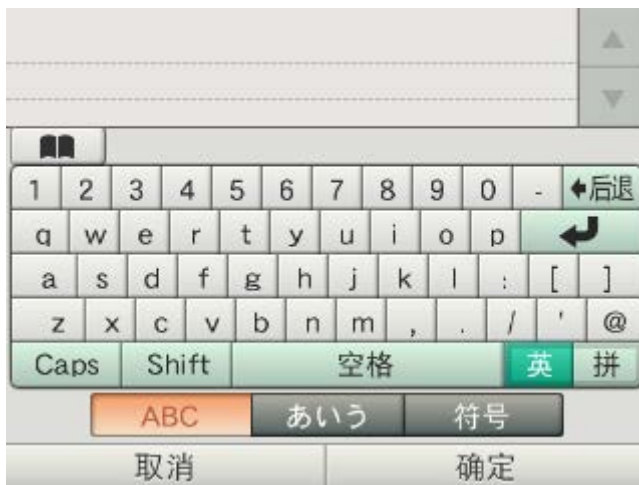 1 2 3 4 5 6 7 8 9 0 - 后退
q w e r t y u i o p
a s d f g h j k l : [ ]
z x c v b n m , . / ' @
Caps Shift 空格 英 拼
ABC あいう 符号
取消 确定